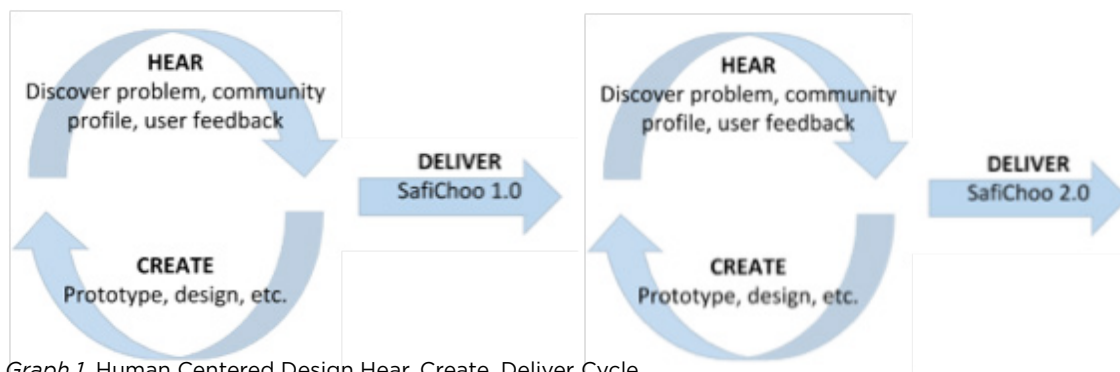 HEAR
Discover problem, community
profile, user feedback
DELIVER
SafiChoo 1.0
CREATE
Prototype, design, etc.
HEAR
Discover problem, community
profile, user feedback
DELIVER
SafiChoo 2.0
CREATE
Prototype, design, etc.
Graph 1. Human Centered Design Hear, Create, Deliver Cycle